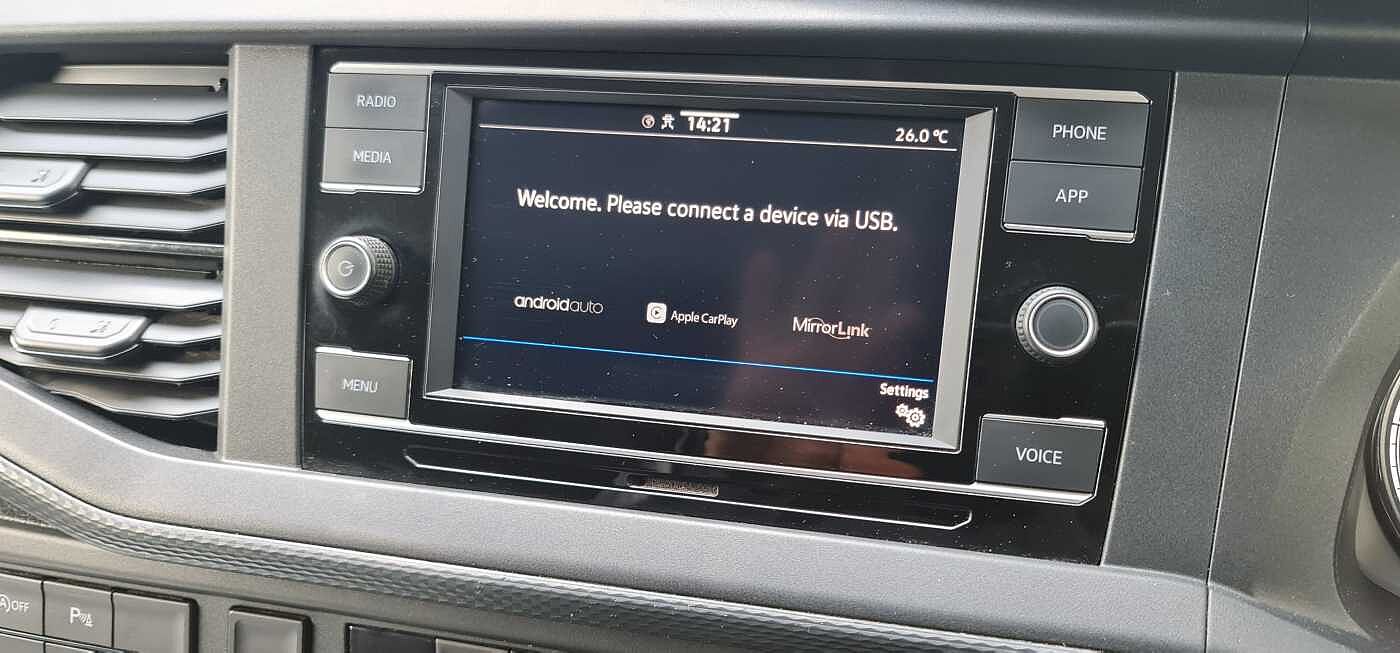 RADIO
MEDIA
14:21
26.0 °C
PHONE
APP
Welcome. Please connect a device via USB.
androidauto
Apple CarPlay
MirrorLink
MENU
Settings
VOICE
OFF
P